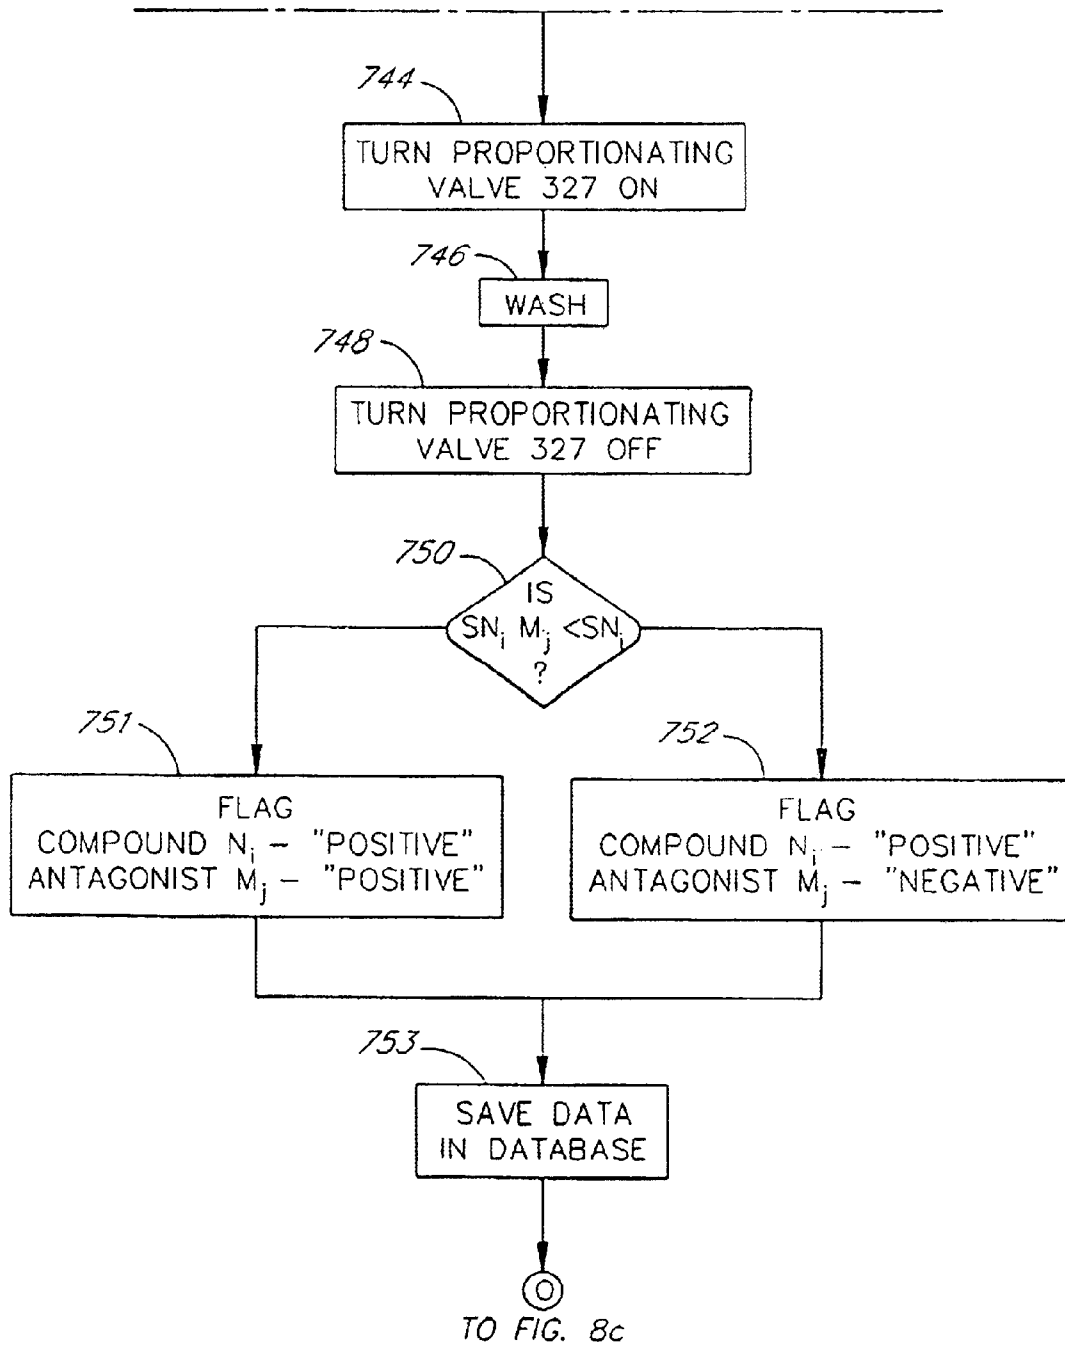 744
TURN PROPORTIONATING
VALVE 327 ON
746
WASH
748
TURN PROPORTIONATING
VALVE 327 OFF
750
IS
SNi Mj <SNi
?
751
FLAG
COMPOUND Ni – "POSITIVE"
ANTAGONIST Mj – "POSITIVE"
752
FLAG
COMPOUND Ni – "POSITIVE"
ANTAGONIST Mj – "NEGATIVE"
753
SAVE DATA
IN DATABASE
O
TO FIG. 8c